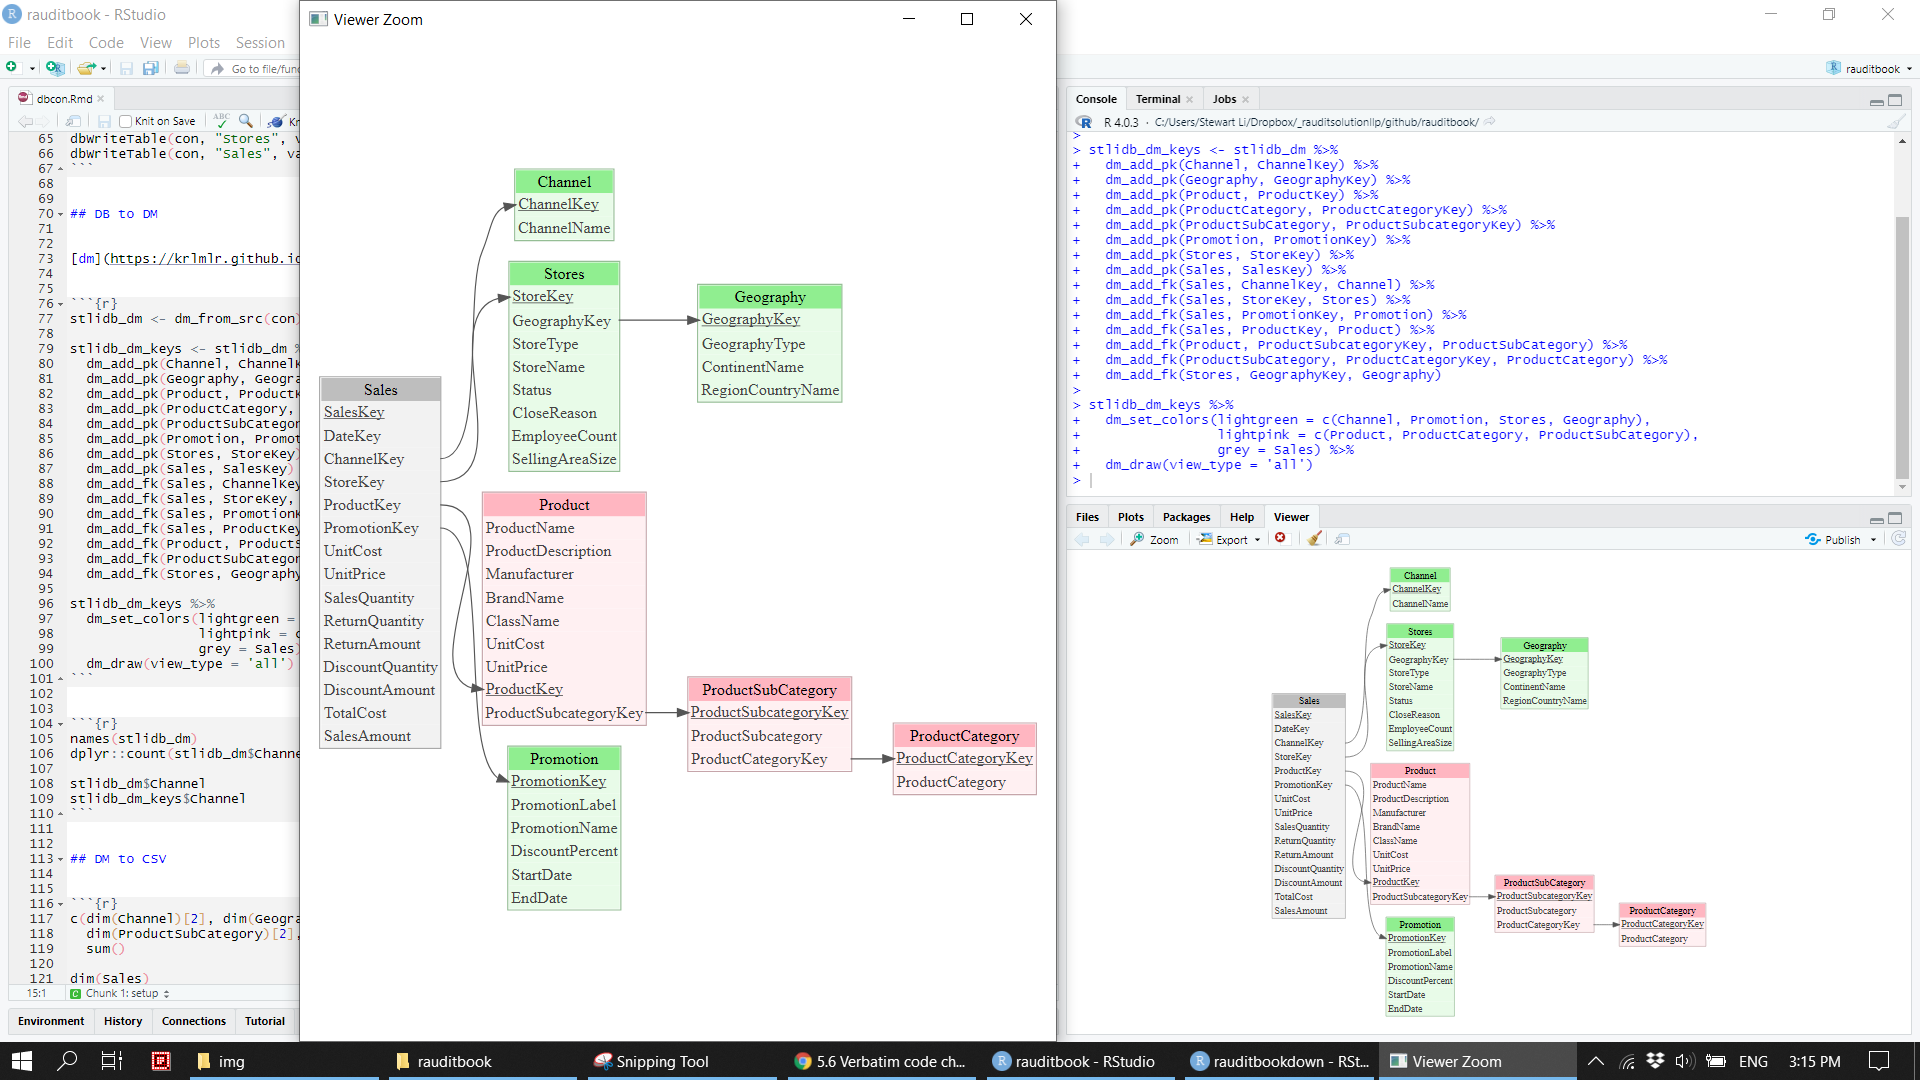 rauditbook - RStudio
File Edit Code View Plots Session
Go to file/func
dbcon.Rmd
Knit on Save
ABC
Kn
65 dbWriteTable(con, "Stores", v
66 dbWriteTable(con, "Sales", va
67 ```
68
69
70 ## DB to DM
71
72
73 [dm](https://krlmlr.github.io
74
75
76 ```{r}
77 stlidb_dm <- dm_from_src(con)
78
79 stlidb_dm_keys <- stlidb_dm %
80 dm_add_pk(Channel, ChannelK
81 dm_add_pk(Geography, Geogra
82 dm_add_pk(Product, ProductK
83 dm_add_pk(ProductCategory,
84 dm_add_pk(ProductSubCategor
85 dm_add_pk(Promotion, Promot
86 dm_add_pk(Stores, StoreKey)
87 dm_add_pk(Sales, SalesKey)
88 dm_add_fk(Sales, ChannelKey
89 dm_add_fk(Sales, StoreKey,
90 dm_add_fk(Sales, PromotionK
91 dm_add_fk(Sales, ProductKey
92 dm_add_fk(Product, ProductS
93 dm_add_fk(ProductSubCategor
94 dm_add_fk(Stores, Geography
95
96 stlidb_dm_keys %>%
97 dm_set_colors(lightgreen =
98 lightpink = c
99 grey = Sales)
100 dm_draw(view_type = 'all')
101 ```
102
103
104 ```{r}
105 names(stlidb_dm)
106 dplyr::count(stlidb_dm$Channe
107
108 stlidb_dm$Channel
109 stlidb_dm_keys$Channel
110 ```
111
112
113 ## DM to CSV
114
115
116 ```{r}
117 c(dim(Channel)[2], dim(Geogra
118 dim(ProductSubCategory)[2],
119 sum()
120
121 dim(Sales)
15:1 Chunk 1: setup
Environment History Connections Tutorial
Viewer Zoom
Channel
ChannelKey
ChannelName
Stores
StoreKey
GeographyKey
StoreType
StoreName
Status
CloseReason
EmployeeCount
SellingAreaSize
Geography
GeographyKey
GeographyType
ContinentName
RegionCountryName
Sales
SalesKey
DateKey
ChannelKey
StoreKey
ProductKey
PromotionKey
UnitCost
UnitPrice
SalesQuantity
ReturnQuantity
ReturnAmount
DiscountQuantity
DiscountAmount
TotalCost
SalesAmount
Product
ProductName
ProductDescription
Manufacturer
BrandName
ClassName
UnitCost
UnitPrice
ProductKey
ProductSubcategoryKey
ProductSubCategory
ProductSubcategoryKey
ProductSubcategory
ProductCategoryKey
ProductCategory
ProductCategoryKey
ProductCategory
Promotion
PromotionKey
PromotionLabel
PromotionName
DiscountPercent
StartDate
EndDate
rauditbook
Console Terminal Jobs
R 4.0.3 · C:/Users/Stewart Li/Dropbox/_rauditsolutionllp/github/rauditbook/
>
> stlidb_dm_keys <- stlidb_dm %>%
+ dm_add_pk(Channel, ChannelKey) %>%
+ dm_add_pk(Geography, GeographyKey) %>%
+ dm_add_pk(Product, ProductKey) %>%
+ dm_add_pk(ProductCategory, ProductCategoryKey) %>%
+ dm_add_pk(ProductSubCategory, ProductSubcategoryKey) %>%
+ dm_add_pk(Promotion, PromotionKey) %>%
+ dm_add_pk(Stores, StoreKey) %>%
+ dm_add_pk(Sales, SalesKey) %>%
+ dm_add_fk(Sales, ChannelKey, Channel) %>%
+ dm_add_fk(Sales, StoreKey, Stores) %>%
+ dm_add_fk(Sales, PromotionKey, Promotion) %>%
+ dm_add_fk(Sales, ProductKey, Product) %>%
+ dm_add_fk(Product, ProductSubcategoryKey, ProductSubCategory) %>%
+ dm_add_fk(ProductSubCategory, ProductCategoryKey, ProductCategory) %>%
+ dm_add_fk(Stores, GeographyKey, Geography)
>
> stlidb_dm_keys %>%
+ dm_set_colors(lightgreen = c(Channel, Promotion, Stores, Geography),
+ lightpink = c(Product, ProductCategory, ProductSubCategory),
+ grey = Sales) %>%
+ dm_draw(view_type = 'all')
>
Files Plots Packages Help Viewer
Zoom Export Publish
Channel
ChannelKey
ChannelName
Stores
StoreKey
GeographyKey
StoreType
StoreName
Status
CloseReason
EmployeeCount
SellingAreaSize
Geography
GeographyKey
GeographyType
ContinentName
RegionCountryName
Sales
SalesKey
DateKey
ChannelKey
StoreKey
ProductKey
PromotionKey
UnitCost
UnitPrice
SalesQuantity
ReturnQuantity
ReturnAmount
DiscountQuantity
DiscountAmount
TotalCost
SalesAmount
Product
ProductName
ProductDescription
Manufacturer
BrandName
ClassName
UnitCost
UnitPrice
ProductKey
ProductSubcategoryKey
ProductSubCategory
ProductSubcategoryKey
ProductSubcategory
ProductCategoryKey
ProductCategory
ProductCategoryKey
ProductCategory
Promotion
PromotionKey
PromotionLabel
PromotionName
DiscountPercent
StartDate
EndDate
img
rauditbook
Snipping Tool
5.6 Verbatim code ch...
rauditbook - RStudio
rauditbookdown - RSt...
Viewer Zoom
ENG
3:15 PM